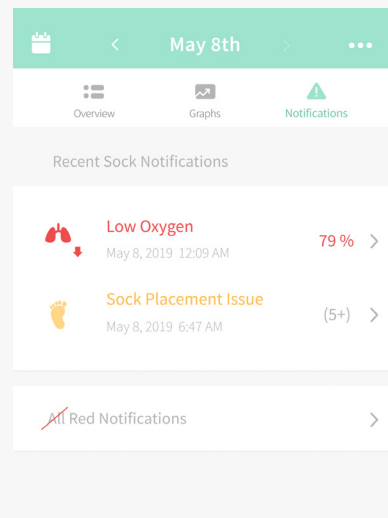 May 8th
Overview
Graphs
Notifications
Recent Sock Notifications
Low Oxygen
79 %
May 8, 2019 12:09 AM
Sock Placement Issue
(5+)
May 8, 2019 6:47 AM
All Red Notifications